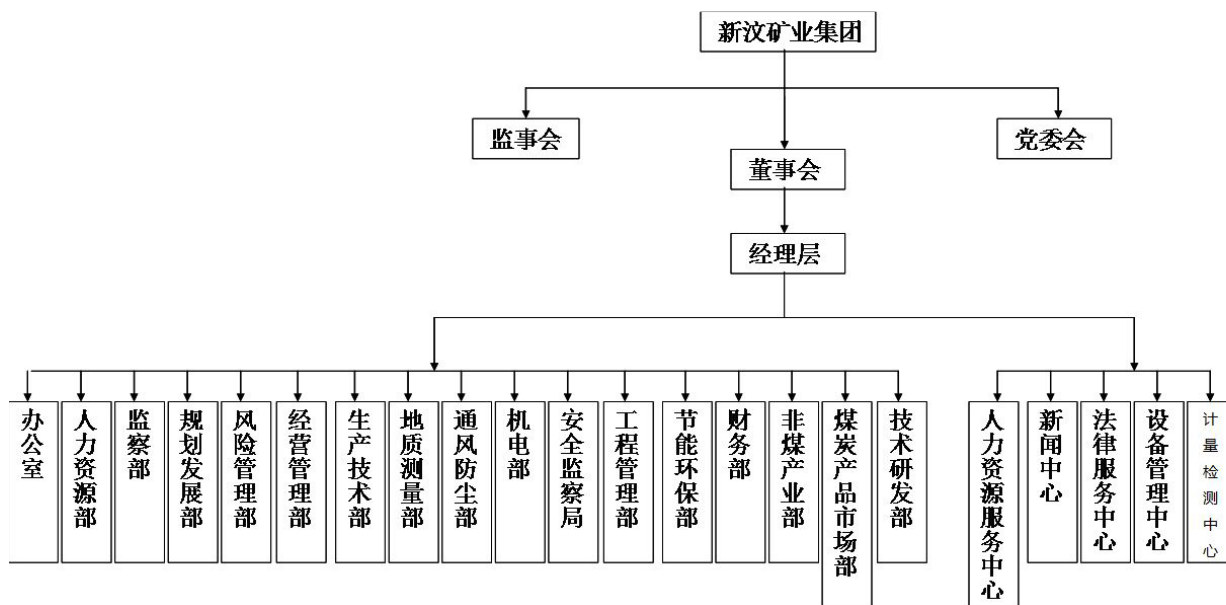 新汶矿业集团
监事会
党委会
董事会
经理层
办公室
人力资源部
监察部
规划发展部
风险管理部
经营管理部
生产技术部
地质测量部
通风防尘部
机电部
安全监察局
工程管理部
节能环保部
财务部
非煤产业部
煤炭产品市场部
技术研发部
人力资源服务中心
新闻中心
法律服务中心
设备管理中心
计量检测中心